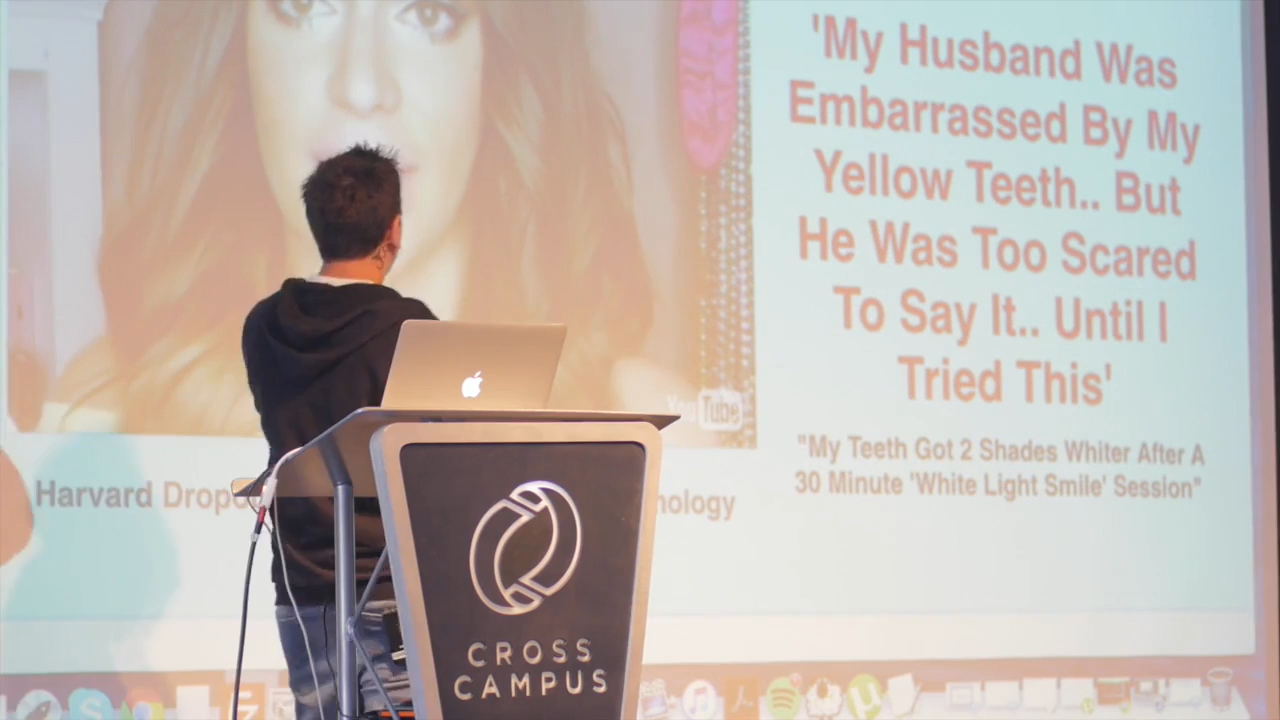 'My Husband Was
Embarrassed By My
Yellow Teeth.. But
He Was Too Scared
To Say It.. Until I
Tried This'
"My Teeth Got 2 Shades Whiter After A
30 Minute 'White Light Smile' Session"
YouTube
Harvard
CROSS
CAMPUS